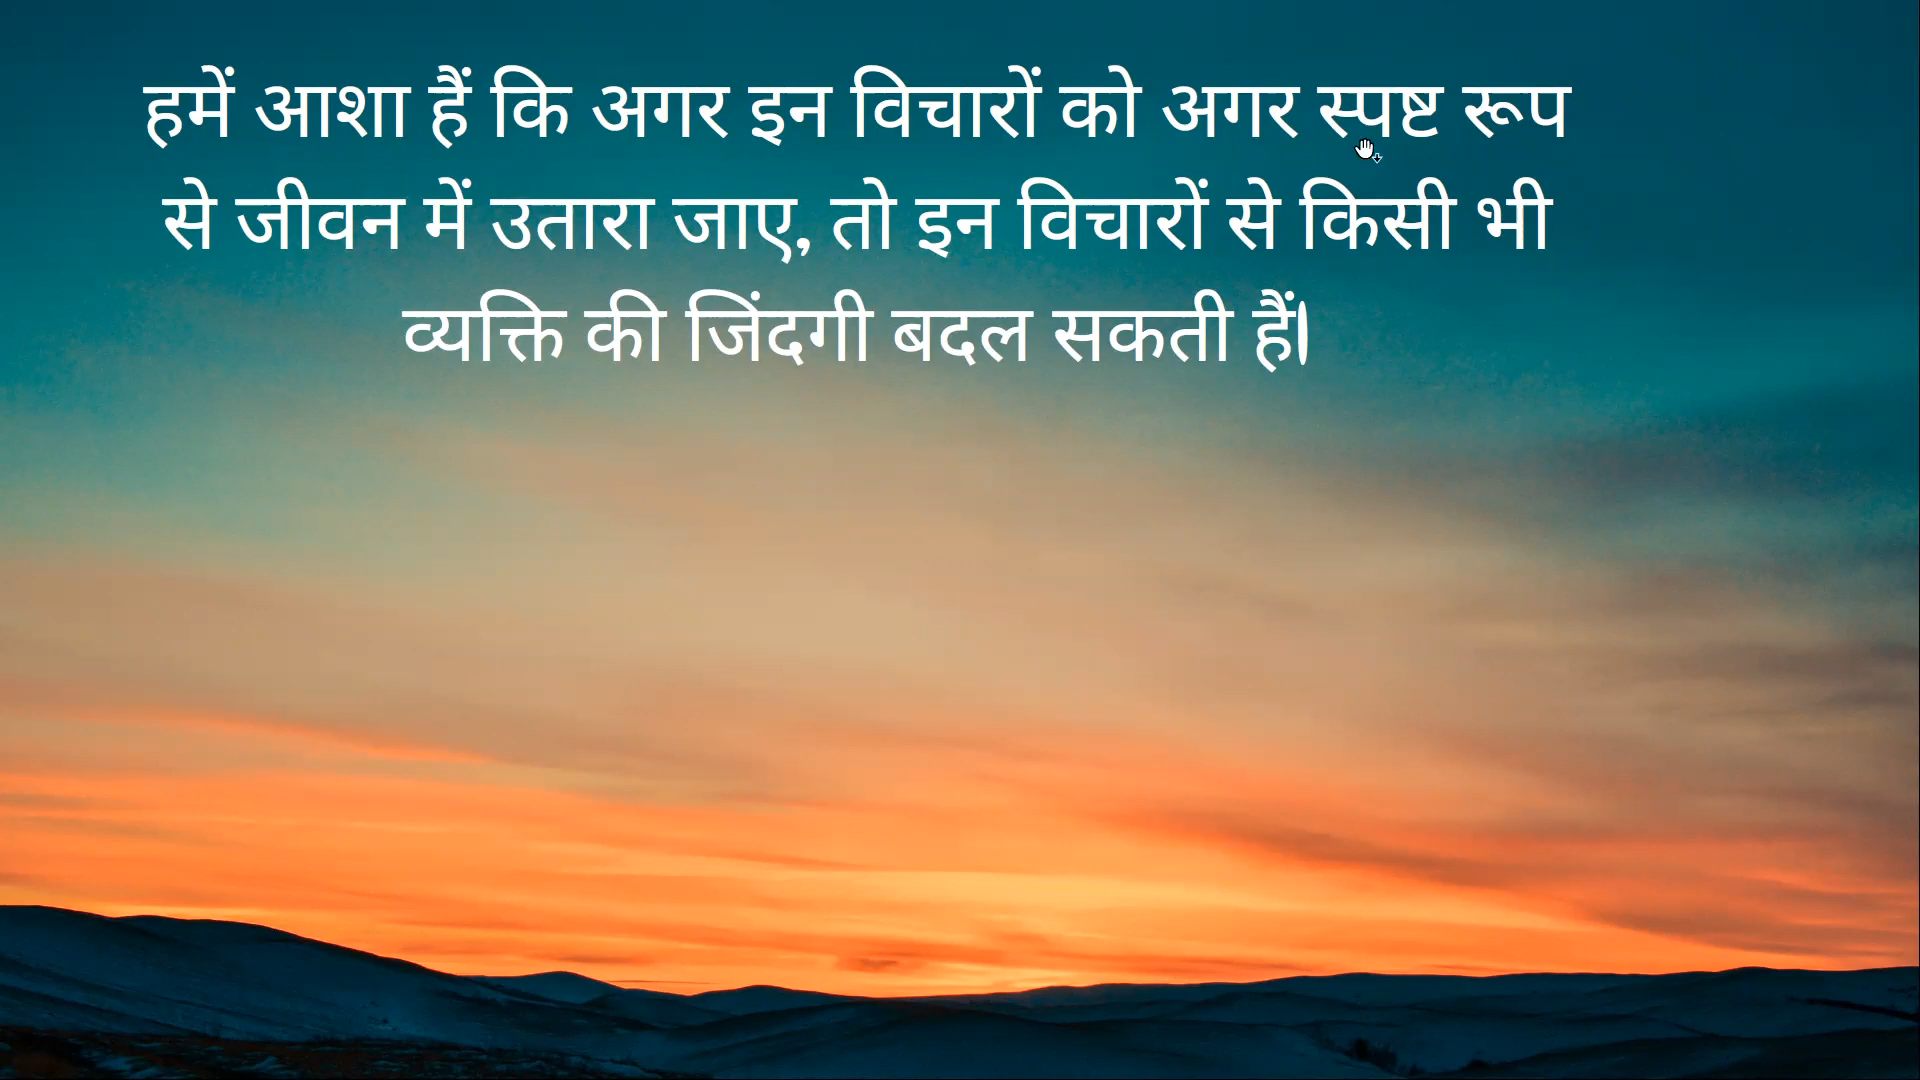 हमें आशा हैं कि अगर इन विचारों को अगर स्पष्ट रूप
से जीवन में उतारा जाए, तो इन विचारों से किसी भी
व्यक्ति की जिंदगी बदल सकती हैं।